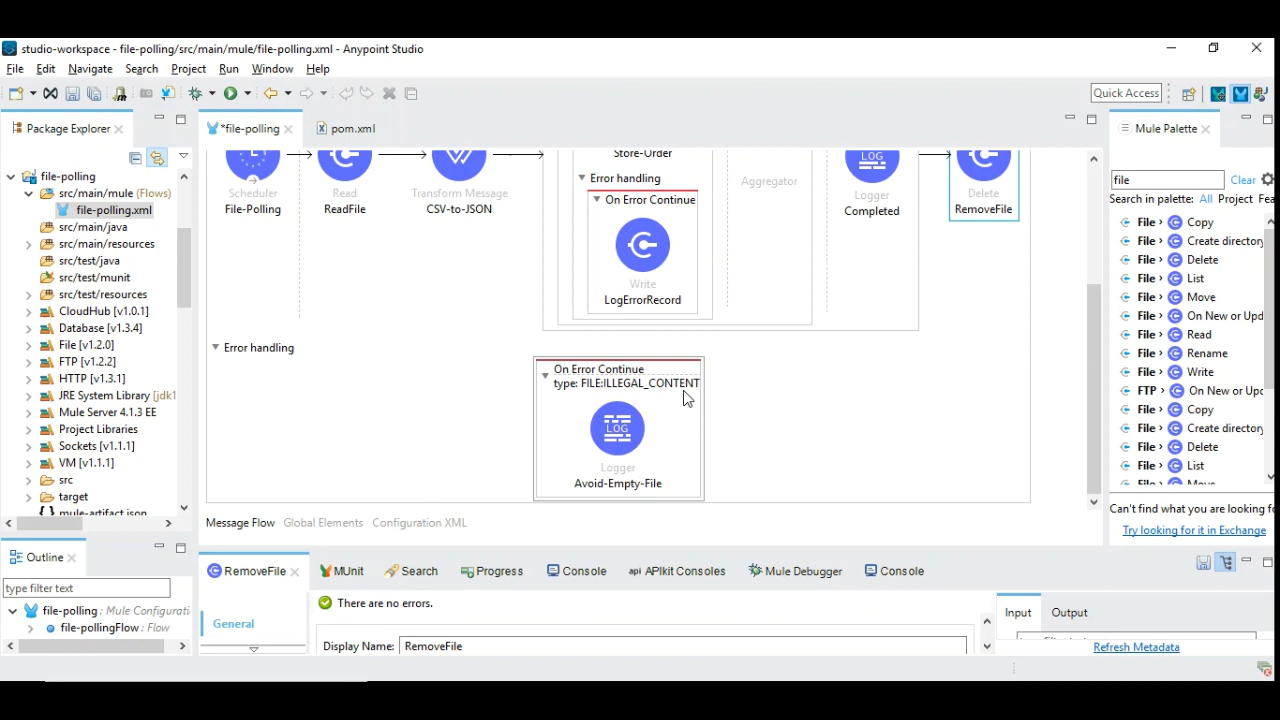 studio-workspace - file-polling/src/main/mule/file-polling.xml - Anypoint Studio
File Edit Navigate Search Project Run Window Help
Quick Access
Package Explorer
*file-polling
pom.xml
Mule Palette
file-polling
src/main/mule (Flows)
file-polling.xml
src/main/java
src/main/resources
src/test/java
src/test/munit
src/test/resources
CloudHub [v1.0.1]
Database [v1.3.4]
File [v1.2.0]
FTP [v1.2.2]
HTTP [v1.3.1]
JRE System Library [jdk1
Mule Server 4.1.3 EE
Project Libraries
Sockets [v1.1.1]
VM [v1.1.1]
src
target
mule-artifact.json
Scheduler
File-Polling
Read
ReadFile
Transform Message
CSV-to-JSON
Store-Order
Error handling
On Error Continue
Write
LogErrorRecord
Aggregator
LOG
Logger
Completed
Delete
RemoveFile
Error handling
On Error Continue
type: FILE:ILLEGAL_CONTENT
LOG
Logger
Avoid-Empty-File
Message Flow Global Elements Configuration XML
file
Clear
Search in palette: All Project Fea
File > Copy
File > Create directory
File > Delete
File > List
File > Move
File > On New or Upd
File > Read
File > Rename
File > Write
FTP > On New or Upd
File > Copy
File > Create directory
File > Delete
File > List
File > Move
Can't find what you are looking fo
Try looking for it in Exchange
Outline
type filter text
file-polling : Mule Configurati
file-pollingFlow : Flow
RemoveFile
MUnit
Search
Progress
Console
api APIkit Consoles
Mule Debugger
Console
General
There are no errors.
Display Name: RemoveFile
Input
Output
Refresh Metadata